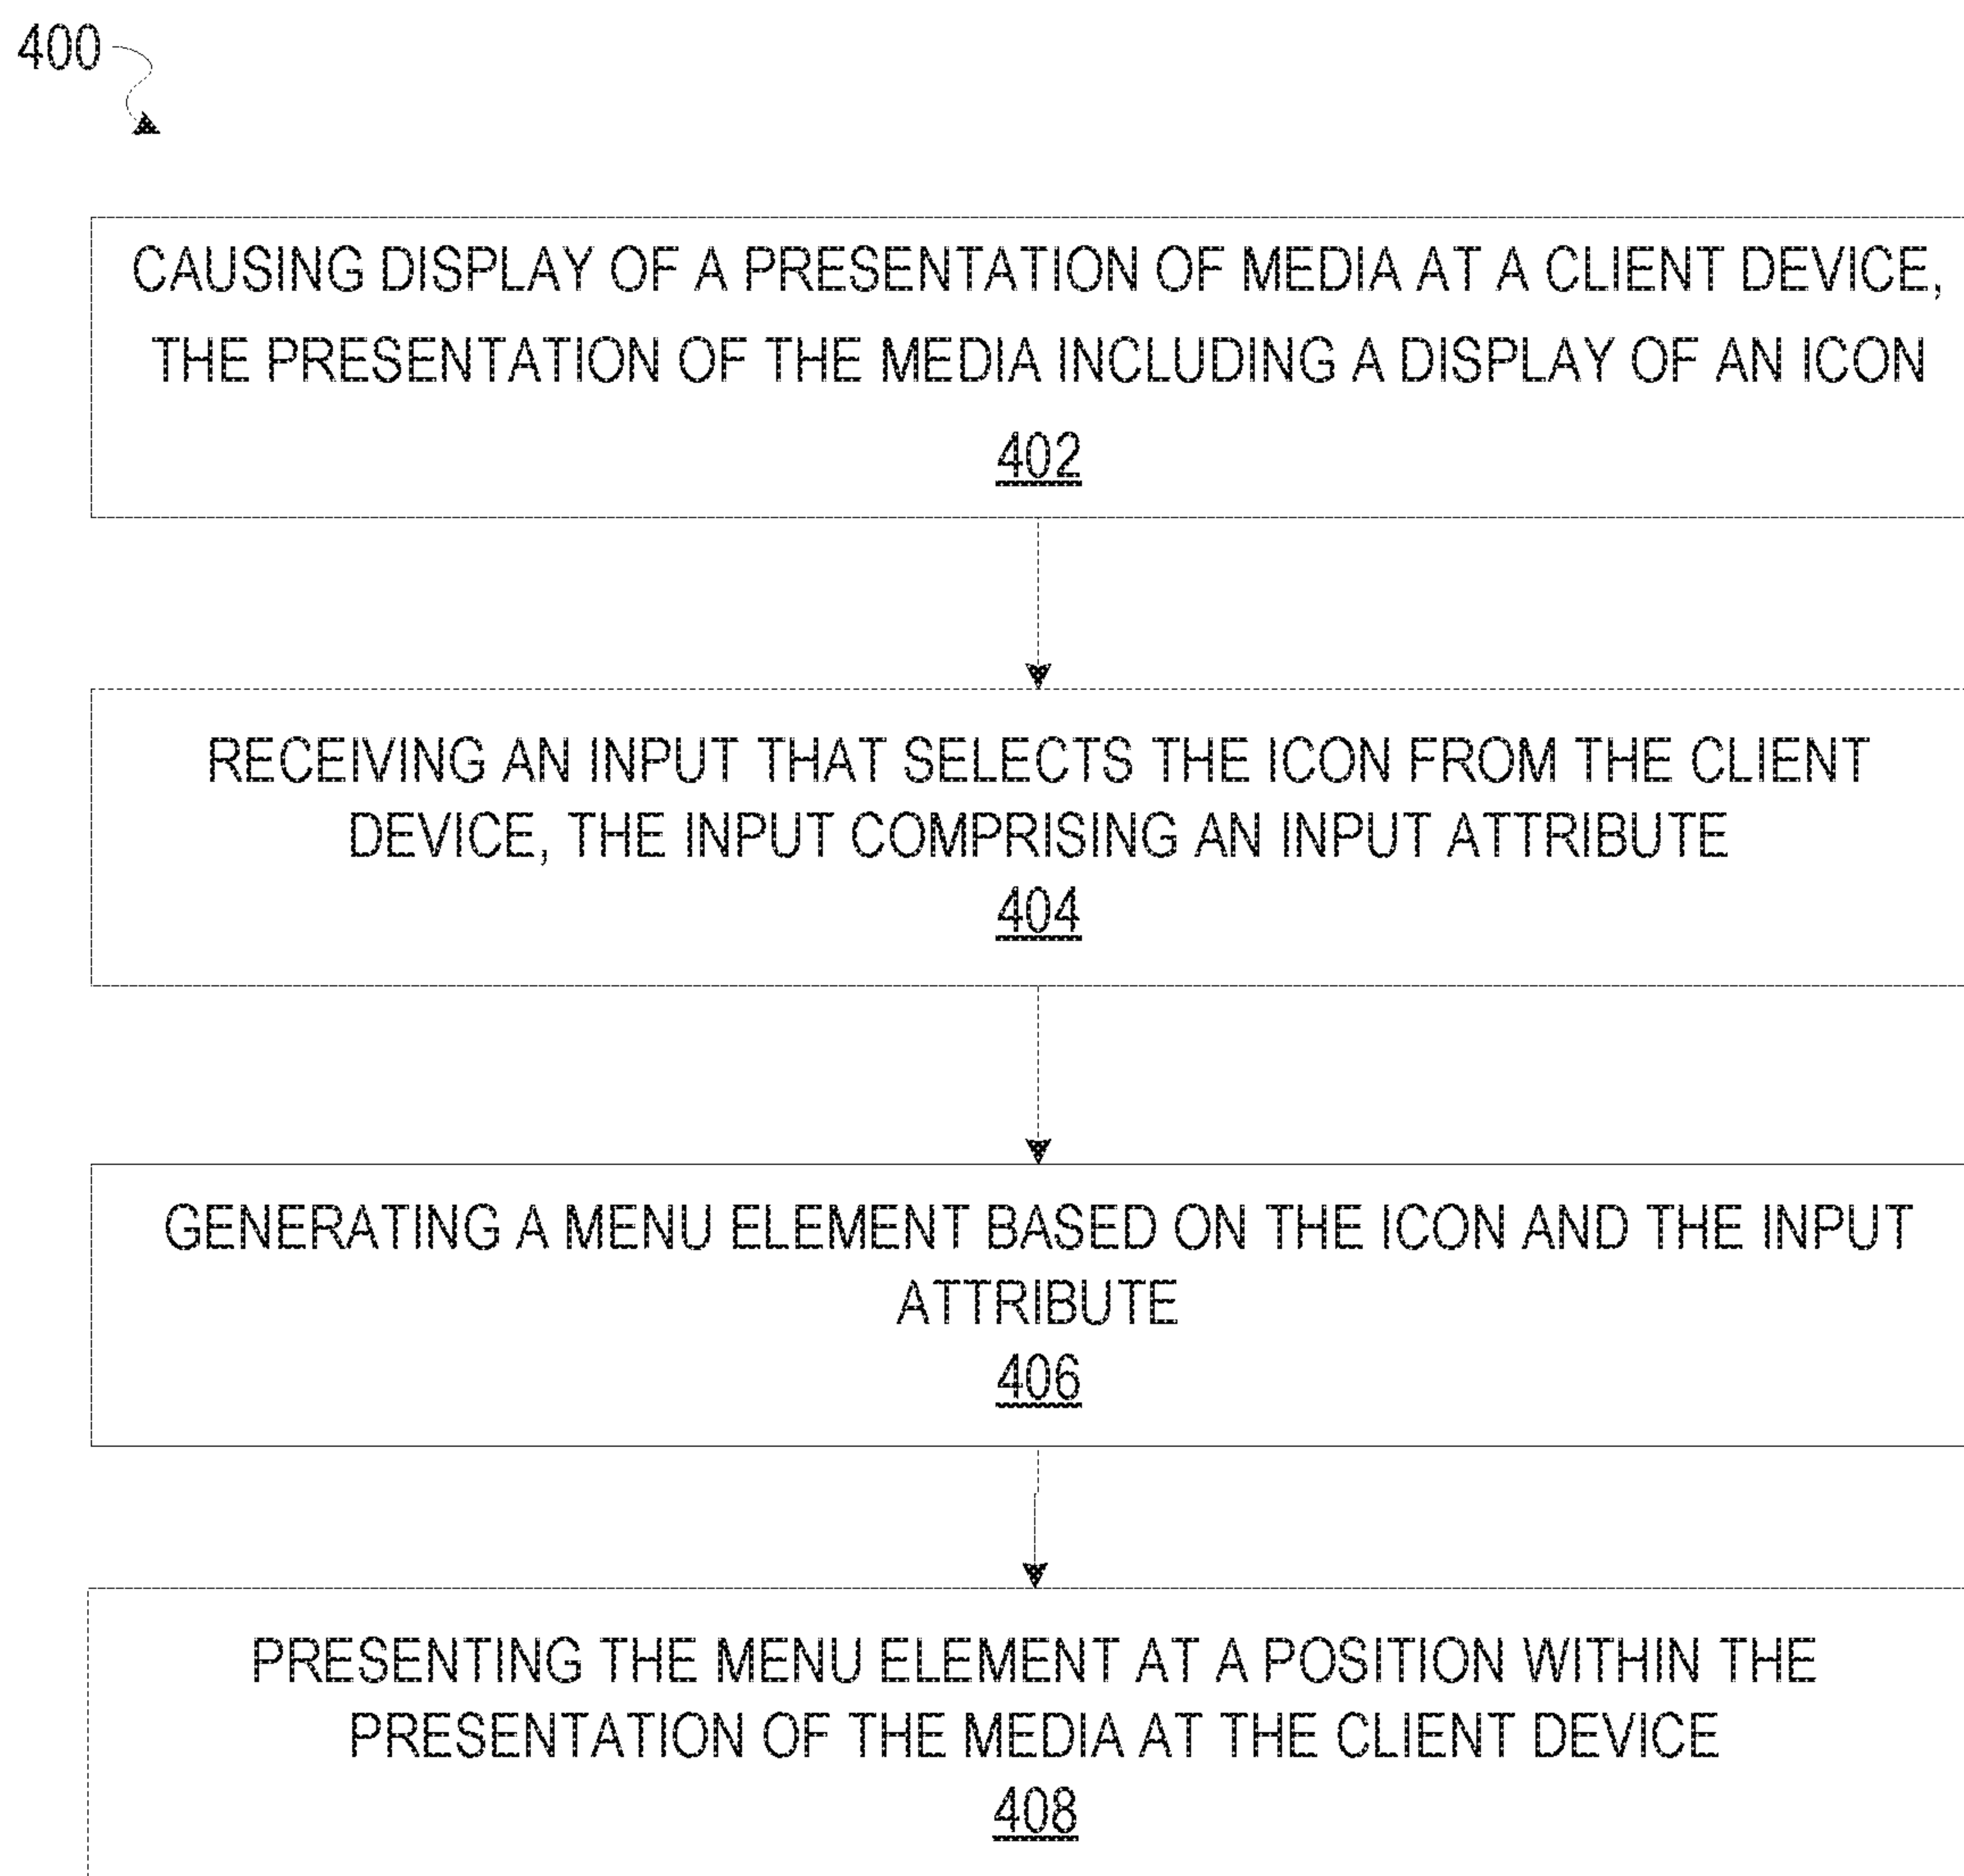 400
CAUSING DISPLAY OF A PRESENTATION OF MEDIA AT A CLIENT DEVICE,
THE PRESENTATION OF THE MEDIA INCLUDING A DISPLAY OF AN ICON
402
RECEIVING AN INPUT THAT SELECTS THE ICON FROM THE CLIENT
DEVICE, THE INPUT COMPRISING AN INPUT ATTRIBUTE
404
GENERATING A MENU ELEMENT BASED ON THE ICON AND THE INPUT
ATTRIBUTE
406
PRESENTING THE MENU ELEMENT AT A POSITION WITHIN THE
PRESENTATION OF THE MEDIA AT THE CLIENT DEVICE
408